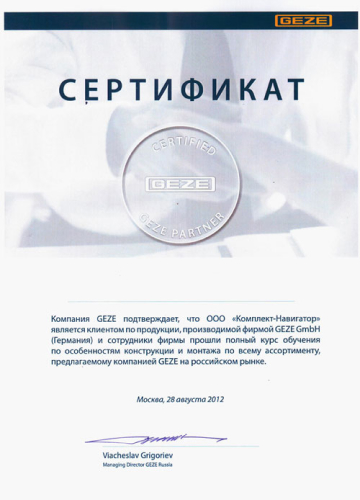 GEZE
СЕРТИФИКАТ
CERTIFIED
GEZE
GEZE PARTNER
Компания GEZE подтверждает, что ООО «Комплект-Навигатор»
является клиентом по продукции, производимой фирмой GEZE GmbH
(Германия) и сотрудники фирмы прошли полный курс обучения
по особенностям конструкции и монтажа по всему ассортименту,
предлагаемому компанией GEZE на российском рынке.
Москва, 28 августа 2012
Viacheslav Grigoriev
Managing Director GEZE Russia